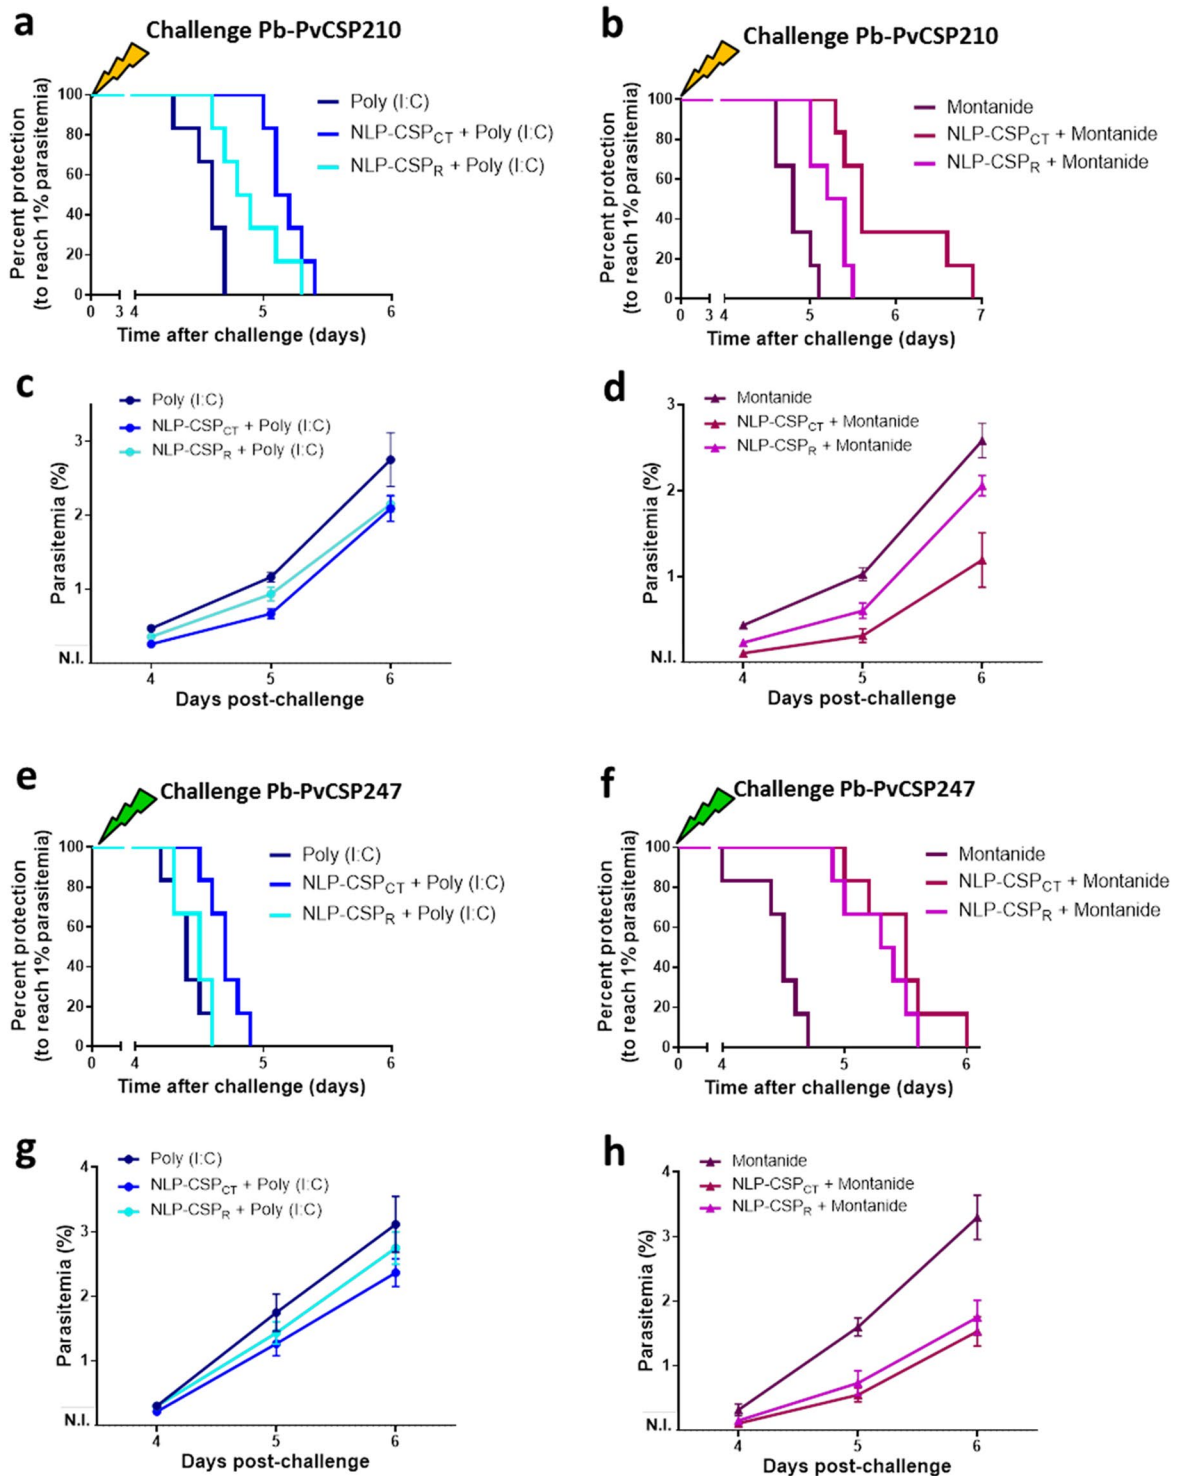 a
Challenge Pb-PvCSP210
Percent protection
(to reach 1% parasitemia)
100
80
60
40
20
0
0 3 4 5 6
Time after challenge (days)
Poly (I:C)
NLP-CSPCT + Poly (I:C)
NLP-CSPR + Poly (I:C)
b
Challenge Pb-PvCSP210
Percent protection
(to reach 1% parasitemia)
100
80
60
40
20
0
0 3 4 5 6 7
Time after challenge (days)
Montanide
NLP-CSPCT + Montanide
NLP-CSPR + Montanide
c
Poly (I:C)
NLP-CSPCT + Poly (I:C)
NLP-CSPR + Poly (I:C)
Parasitemia (%)
3
2
1
N.I.
4 5 6
Days post-challenge
d
Montanide
NLP-CSPCT + Montanide
NLP-CSPR + Montanide
Parasitemia (%)
3
2
1
N.I.
4 5 6
Days post-challenge
e
Challenge Pb-PvCSP247
Percent protection
(to reach 1% parasitemia)
100
80
60
40
20
0
0 4 5 6
Time after challenge (days)
Poly (I:C)
NLP-CSPCT + Poly (I:C)
NLP-CSPR + Poly (I:C)
f
Challenge Pb-PvCSP247
Percent protection
(to reach 1% parasitemia)
100
80
60
40
20
0
0 4 5 6
Time after challenge (days)
Montanide
NLP-CSPCT + Montanide
NLP-CSPR + Montanide
g
Poly (I:C)
NLP-CSPCT + Poly (I:C)
NLP-CSPR + Poly (I:C)
Parasitemia (%)
4
3
2
1
N.I.
4 5 6
Days post-challenge
h
Montanide
NLP-CSPCT + Montanide
NLP-CSPR + Montanide
Parasitemia (%)
4
3
2
1
N.I.
4 5 6
Days post-challenge